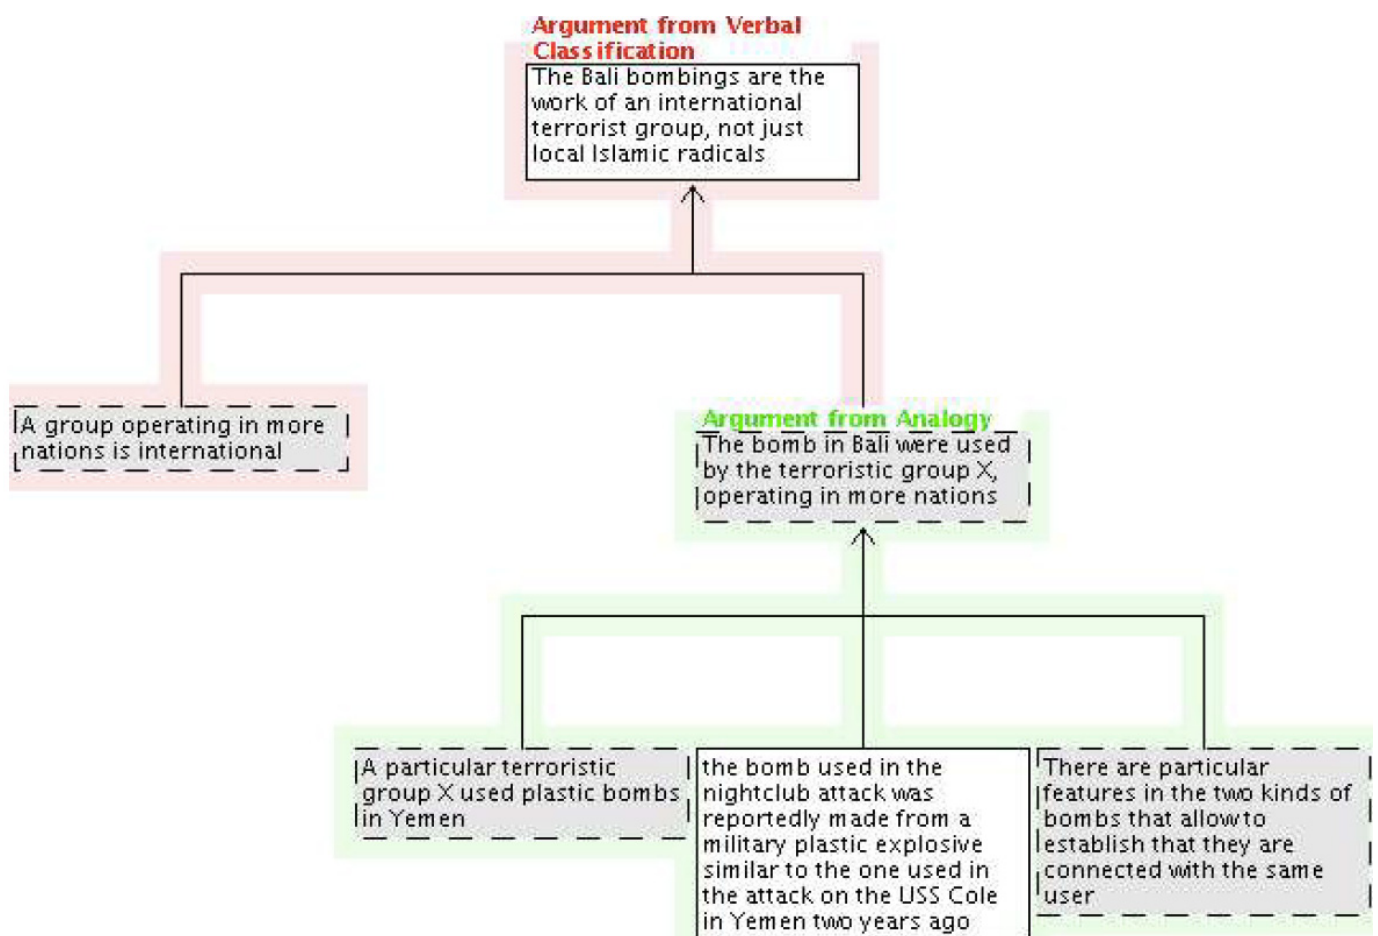 Argument from Verbal
Classification
The Bali bombings are the
work of an international
terrorist group, not just
local Islamic radicals
A group operating in more
nations is international
Argument from Analogy
The bomb in Bali were used
by the terroristic group X,
operating in more nations
A particular terroristic
group X used plastic bombs
in Yemen
the bomb used in the
nightclub attack was
reportedly made from a
military plastic explosive
similar to the one used in
the attack on the USS Cole
in Yemen two years ago
There are particular
features in the two kinds of
bombs that allow to
establish that they are
connected with the same
user